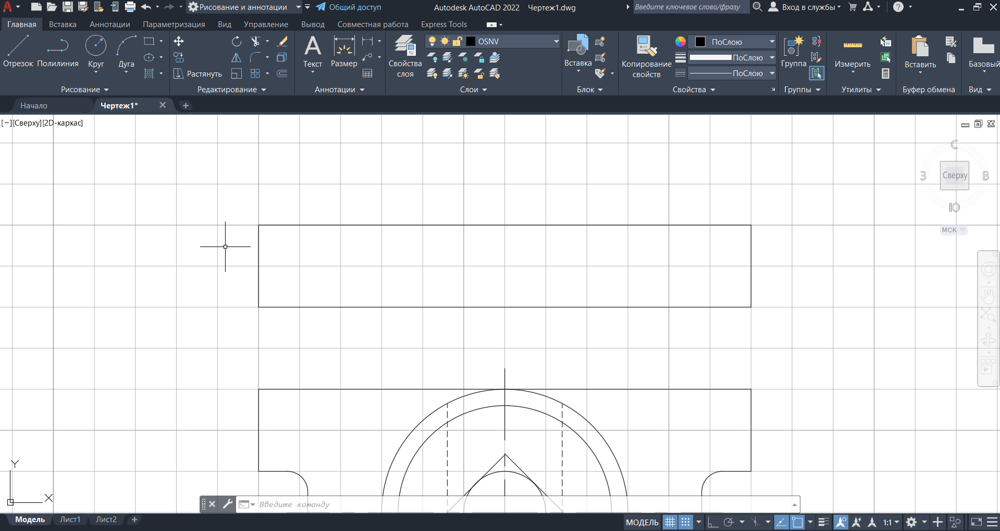 Рисование и аннотации
Общий доступ
Autodesk AutoCAD 2022 Чертеж1.dwg
Введите ключевое слово/фразу
Вход в службы
Главная Вставка Аннотации Параметризация Вид Управление Вывод Совместная работа Express Tools
OSNV
ПоСлою
ПоСлою
ПоСлою
Отрезок Полилиния Круг Дуга
Растянуть
Текст Размер
Свойства слоя
Вставка
Копирование свойств
Группа
Измерить
Вставить
Базовый
Рисование Редактирование Аннотации Слои Блок Свойства Группы Утилиты Буфер обмена Вид
Начало Чертеж1*
[−][Сверху][2D-каркас]
С
З Сверху В
Ю
МСК
Y
X
Введите команду
Модель Лист1 Лист2
МОДЕЛЬ
1:1